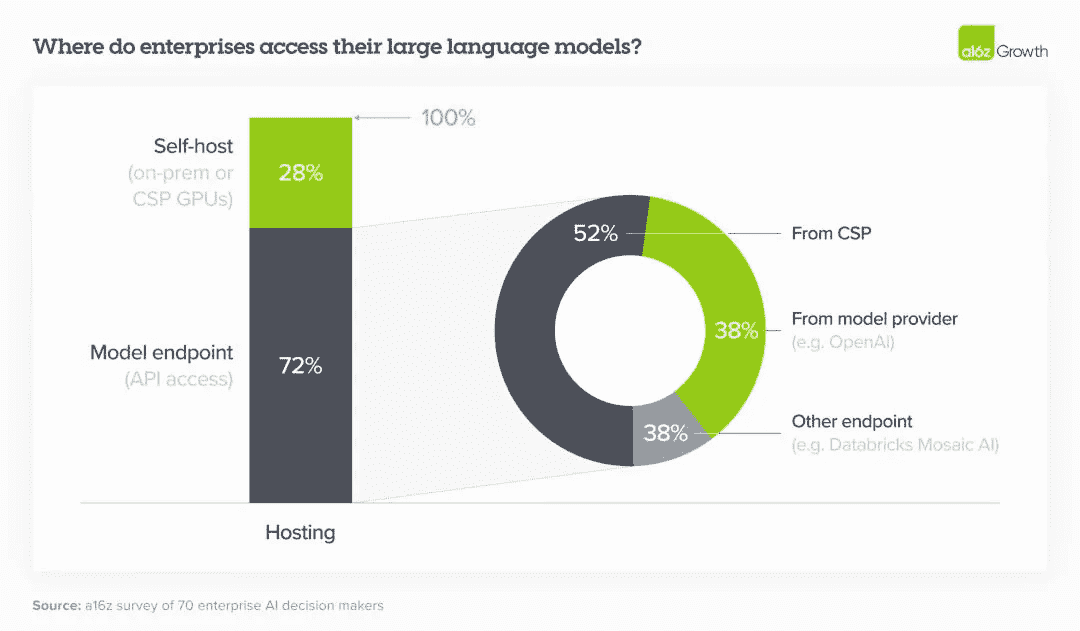 Where do enterprises access their large language models?
a16z Growth
100%
Self-host
(on-prem or
CSP GPUs)
28%
52%
From CSP
From model provider
(e.g. OpenAI)
38%
Model endpoint
(API access)
72%
Other endpoint
(e.g. Databricks Mosaic AI)
38%
Hosting
Source: a16z survey of 70 enterprise AI decision makers